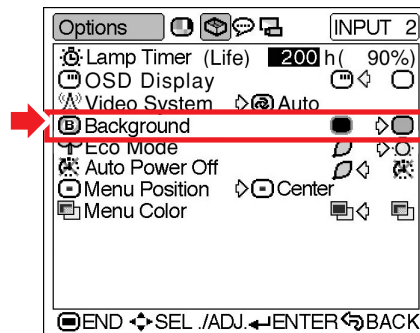 Options INPUT 2
Lamp Timer (Life) 200 h( 90%)
OSD Display
Video System Auto
B Background
Eco Mode
Auto Power Off
Menu Position Center
Menu Color
END SEL ./ADJ. ENTER BACK